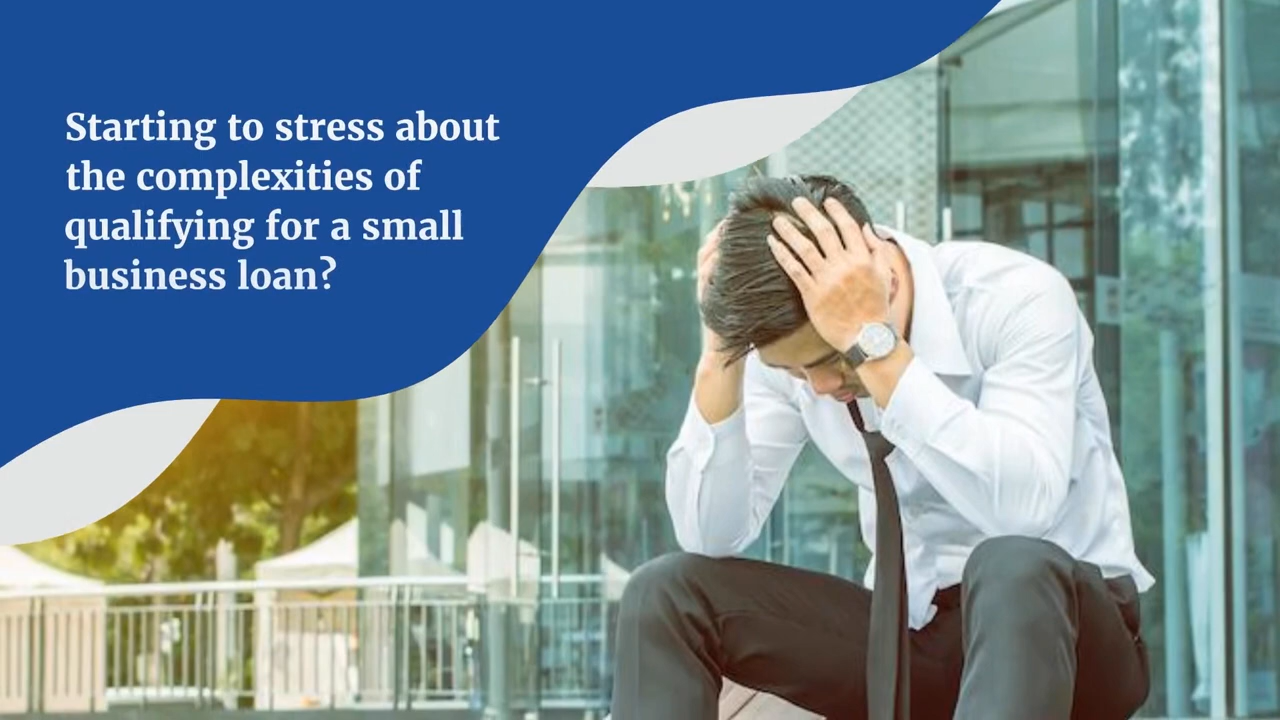 Starting to stress about
the complexities of
qualifying for a small
business loan?